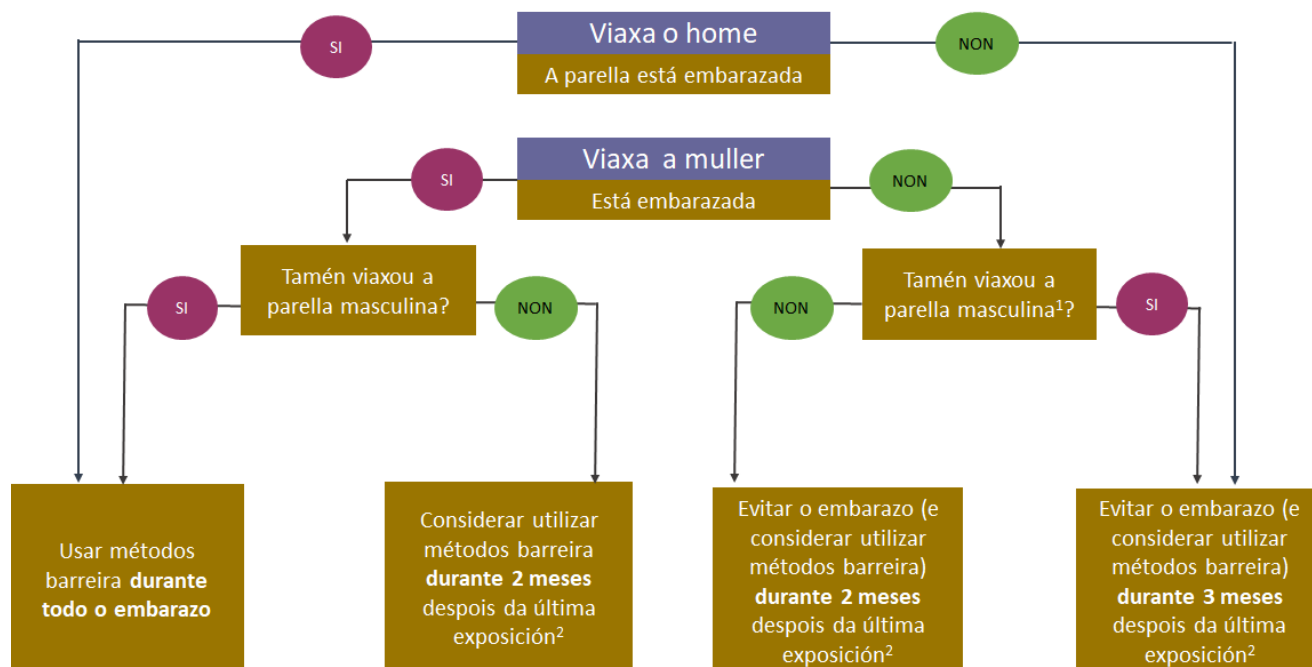 Viaxa o home
SI
NON
A parella está embarazada
Viaxa a muller
SI
NON
Está embarazada
Tamén viaxou a
parella masculina?
SI
NON
Tamén viaxou a
parella masculina¹?
NON
SI
Usar métodos
barreira durante
todo o embarazo
Considerar utilizar
métodos barreira
durante 2 meses
despois da última
exposición²
Evitar o embarazo (e
considerar utilizar
métodos barreira)
durante 2 meses
despois da última
exposición²
Evitar o embarazo (e
considerar utilizar
métodos barreira)
durante 3 meses
despois da última
exposición²